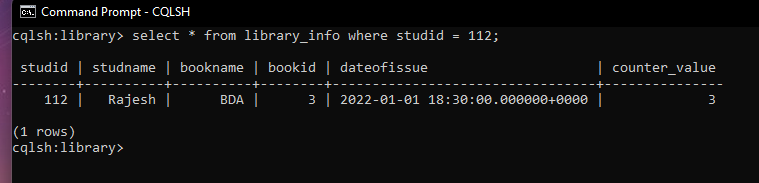 Command Prompt - CQLSH
cqlsh:library> select * from library_info where studid = 112;
studid | studname | bookname | bookid | dateofissue | counter_value
--------+----------+----------+--------+---------------------------------+---------------
112 | Rajesh | BDA | 3 | 2022-01-01 18:30:00.000000+0000 | 3
(1 rows)
cqlsh:library>